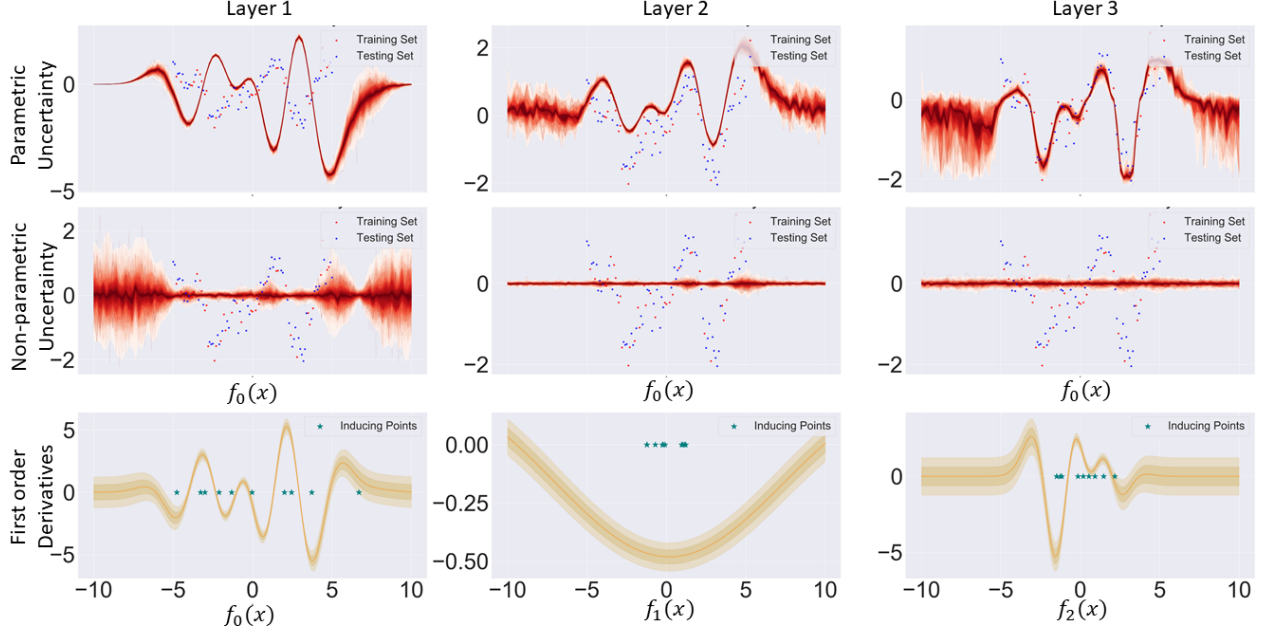 Layer 1
Layer 2
Layer 3
Parametric
Uncertainty
0
−5
Training Set
Testing Set
2
0
−2
Training Set
Testing Set
0
−2
Training Set
Testing Set
Non-parametric
Uncertainty
2
0
−2
Training Set
Testing Set
0
−2
Training Set
Testing Set
0
−2
Training Set
Testing Set
f₀(x)
f₀(x)
f₀(x)
First order
Derivatives
5
0
−5
Inducing Points
0.00
−0.25
−0.50
Inducing Points
0
−5
Inducing Points
−10 −5 0 5 10
−10 −5 0 5 10
−10 −5 0 5 10
f₀(x)
f₁(x)
f₂(x)